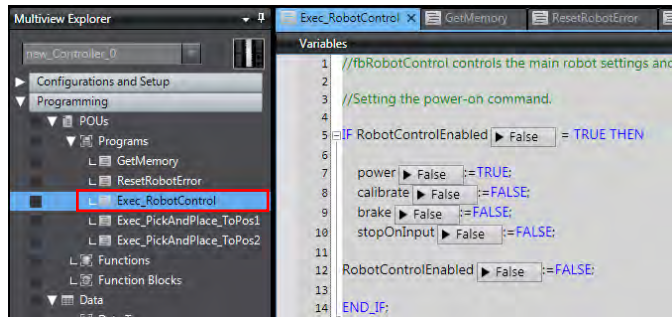 Multiview Explorer
new_Controller_0
Configurations and Setup
Programming
POUs
Programs
GetMemory
ResetRobotError
Exec_RobotControl
Exec_PickAndPlace_ToPos1
Exec_PickAndPlace_ToPos2
Functions
Function Blocks
Data
Exec_RobotControl GetMemory ResetRobotError
Variables
1 //fbRobotControl controls the main robot settings and
2
3 //Setting the power-on command.
4
5 IF RobotControlEnabled False = TRUE THEN
6
7 power False :=TRUE;
8 calibrate False :=FALSE;
9 brake False :=FALSE;
10 stopOnInput False :=FALSE;
11
12 RobotControlEnabled False :=FALSE;
13
14 END_IF;